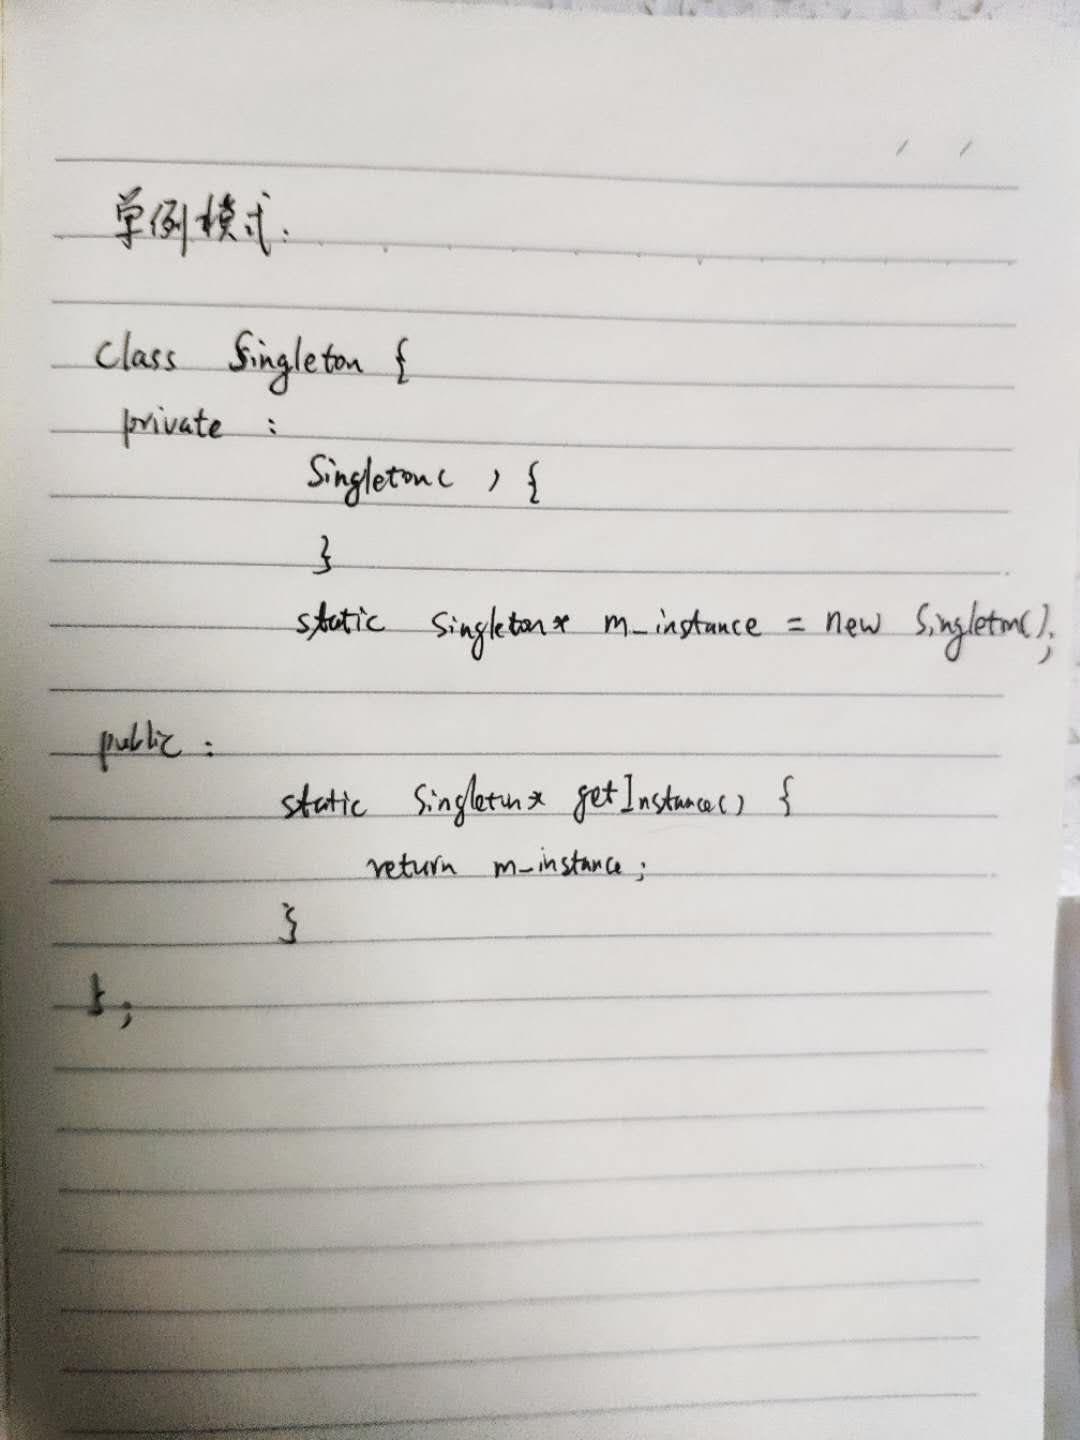 单例模式:
class Singleton {
private :
Singleton( ) {
}
static Singleton* m_instance = new Singleton();
public :
static Singleton* getInstance() {
return m_instance;
}
};